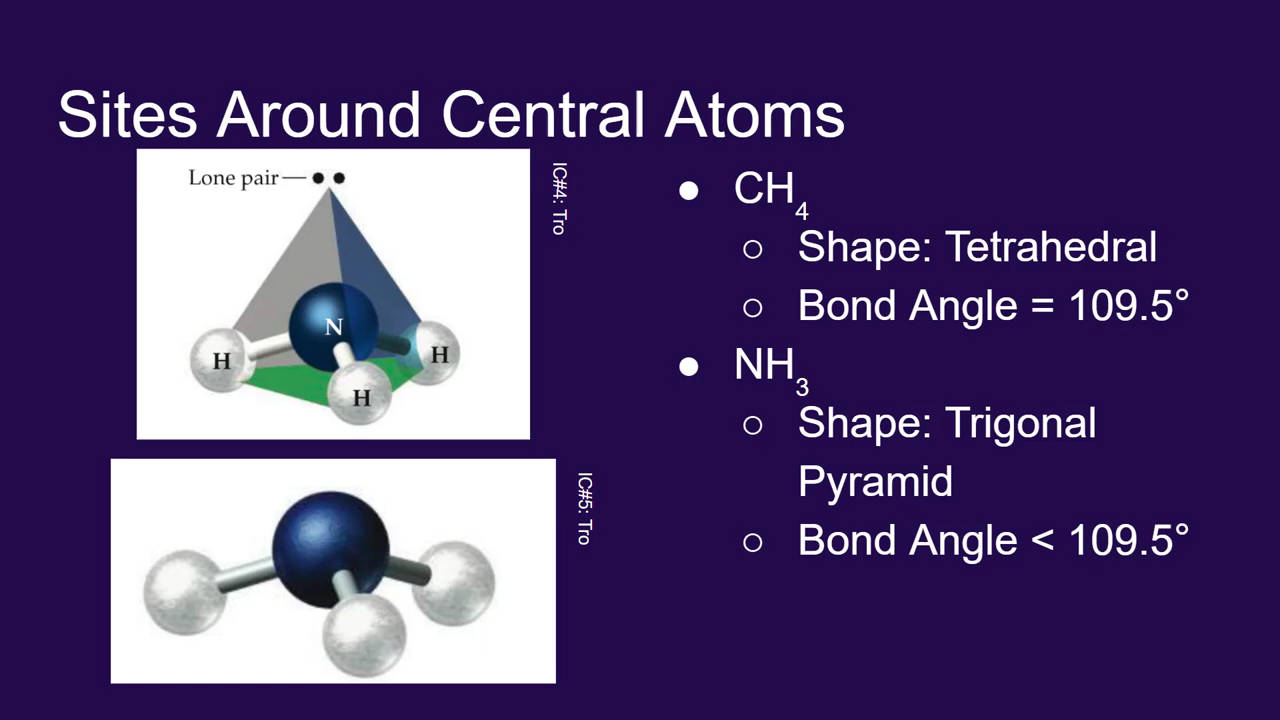 Sites Around Central Atoms
Lone pair
N
H
H
H
IC#4: Tro
IC#5: Tro
● CH₄
○ Shape: Tetrahedral
○ Bond Angle = 109.5°
● NH₃
○ Shape: Trigonal
Pyramid
○ Bond Angle < 109.5°